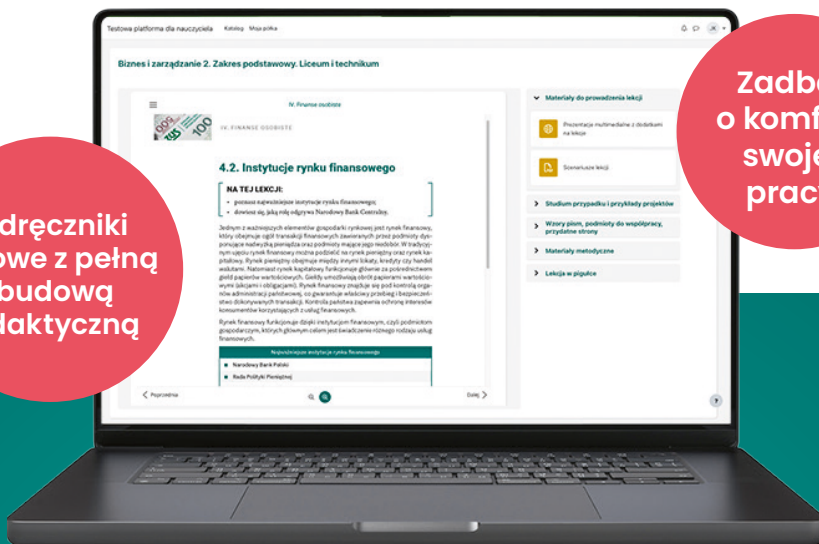 Testowa platforma dla nauczyciela Katalog Moja półka
JK
Biznes i zarządzanie 2. Zakres podstawowy. Liceum i technikum
IV. Finanse osobiste
IV. FINANSE OSOBISTE
4.2. Instytucje rynku finansowego
NA TEJ LEKCJI:
• poznasz najważniejsze instytucje rynku finansowego;
• dowiesz się, jaką rolę odgrywa Narodowy Bank Centralny.
Jednym z ważniejszych elementów gospodarki rynkowej jest rynek finansowy,
który obejmuje ogół transakcji finansowych zawieranych przez podmioty dys-
ponujące nadwyżką pieniądza oraz podmioty mające jego niedobór. W tradycyj-
nym ujęciu rynek finansowy można podzielić na rynek pieniężny oraz rynek ka-
pitałowy. Rynek pieniężny obejmuje między innymi lokaty, kredyty czy handel
walutami. Natomiast rynek kapitałowy funkcjonuje głównie za pośrednictwem
giełd papierów wartościowych. Giełdy umożliwiają obrót papierami wartościo-
wymi (akcjami i obligacjami). Rynek finansowy znajduje się pod kontrolą orga-
nów administracji państwowej, co gwarantuje właściwy przebieg i bezpieczeń-
stwo dokonywanych transakcji. Kontrola państwa zapewnia ochronę interesów
konsumentów korzystających z usług finansowych.
Rynek finansowy funkcjonuje dzięki instytucjom finansowym, czyli podmiotom
gospodarczym, których głównym celem jest świadczenie różnego rodzaju usług
finansowych.
Najważniejsze instytucje rynku finansowego
Narodowy Bank Polski
Rada Polityki Pieniężnej
Poprzednia
Dalej
Materiały do prowadzenia lekcji
Prezentacje multimedialne z dodatkami
na lekcje
Scenariusze lekcji
Studium przypadku i przykłady projektów
Wzory pism, podmioty do współpracy,
przydatne strony
Materiały metodyczne
Lekcja w pigułce
?
dręczniki
owe z pełną
budową
daktyczną
Zadba
o komf
swoje
prac